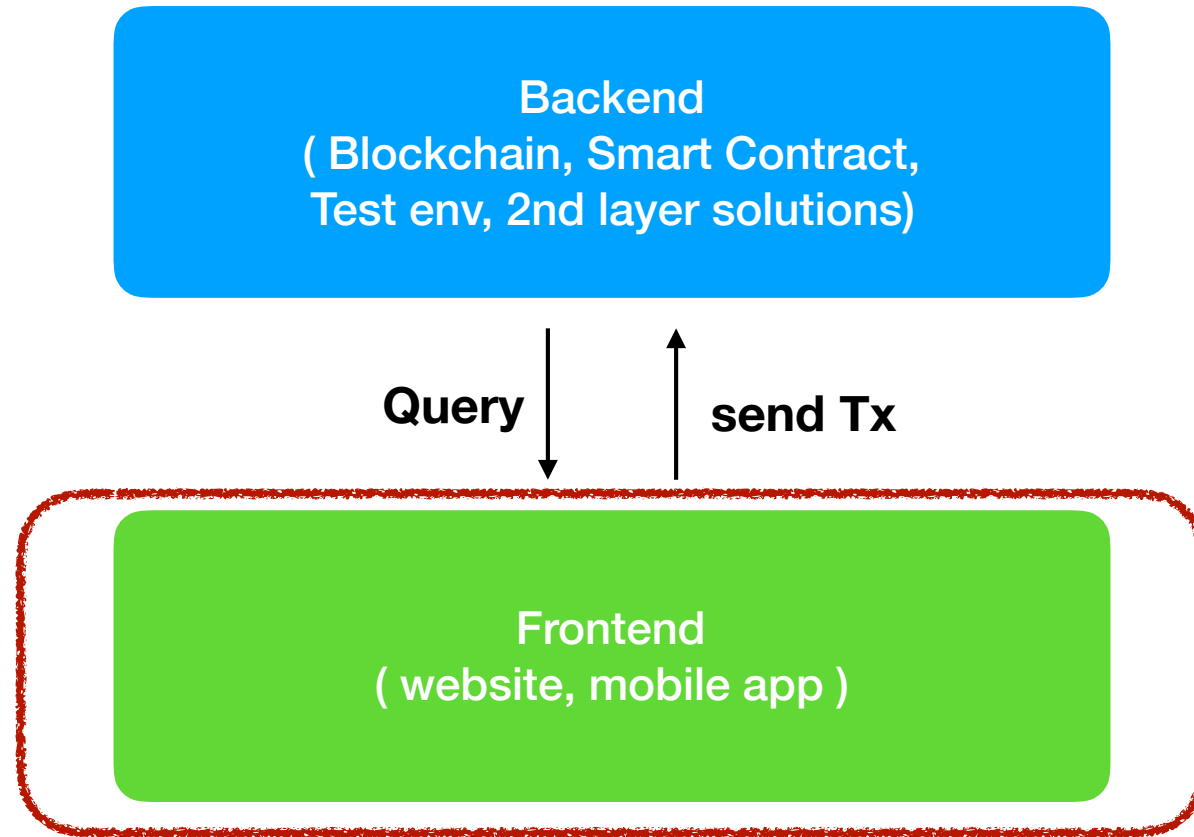 Backend
( Blockchain, Smart Contract,
Test env, 2nd layer solutions)
Query
send Tx
Frontend
( website, mobile app )